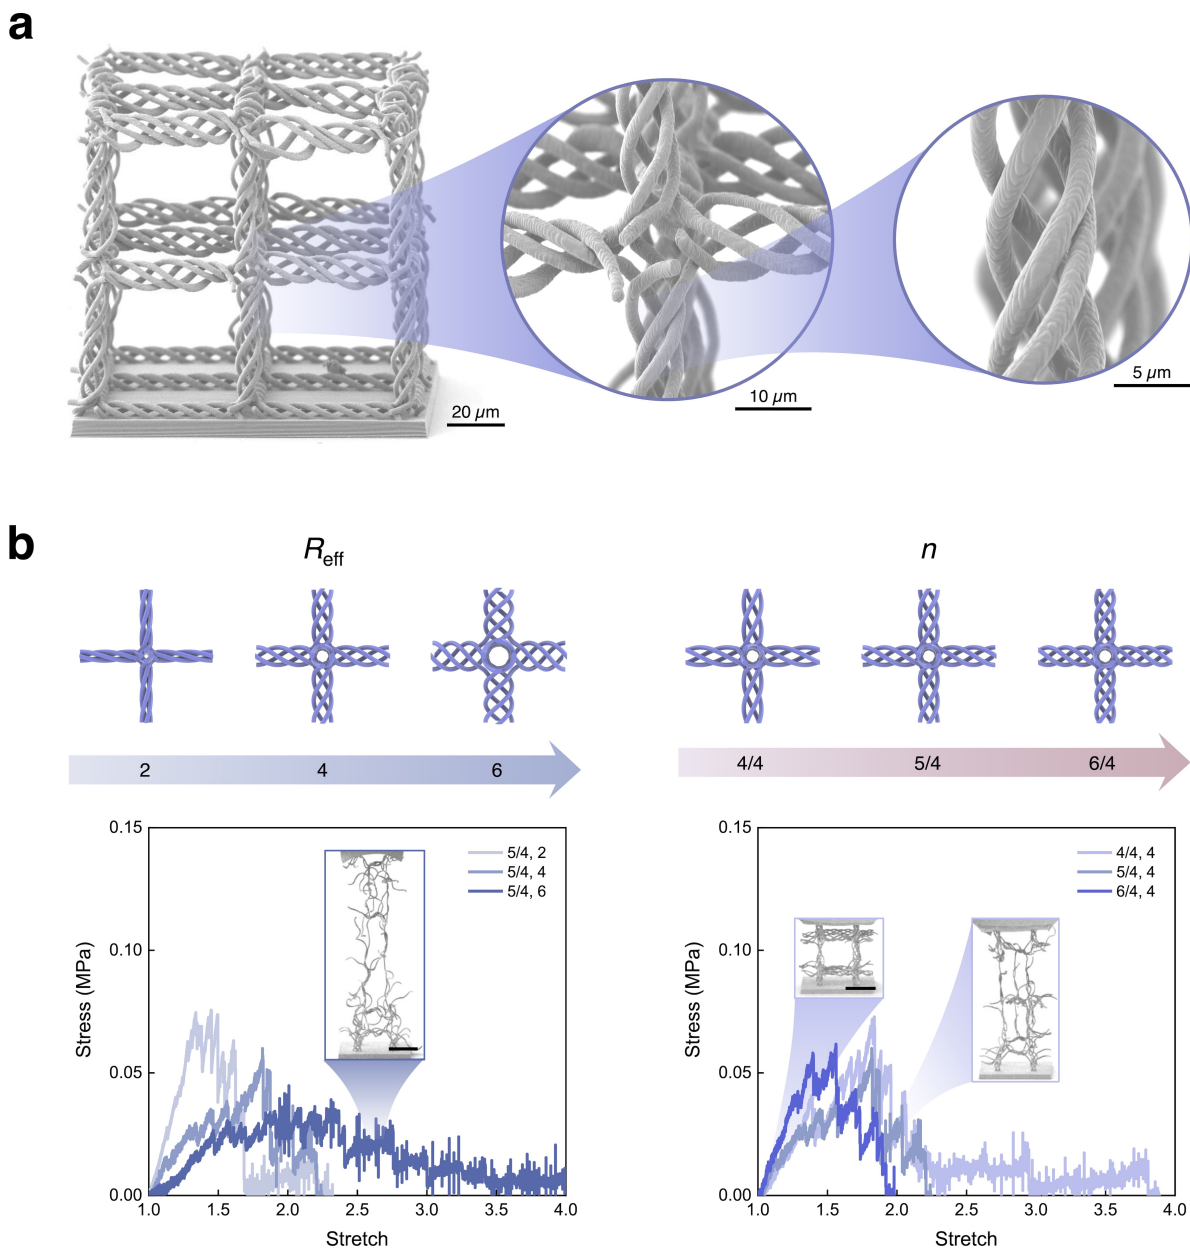 a
20 µm
10 µm
5 µm
b
R_eff
n
2 4 6
4/4 5/4 6/4
0.15
0.10
0.05
0.00
Stress (MPa)
5/4, 2
5/4, 4
5/4, 6
1.0 1.5 2.0 2.5 3.0 3.5 4.0
Stretch
0.15
0.10
0.05
0.00
Stress (MPa)
4/4, 4
5/4, 4
6/4, 4
1.0 1.5 2.0 2.5 3.0 3.5 4.0
Stretch